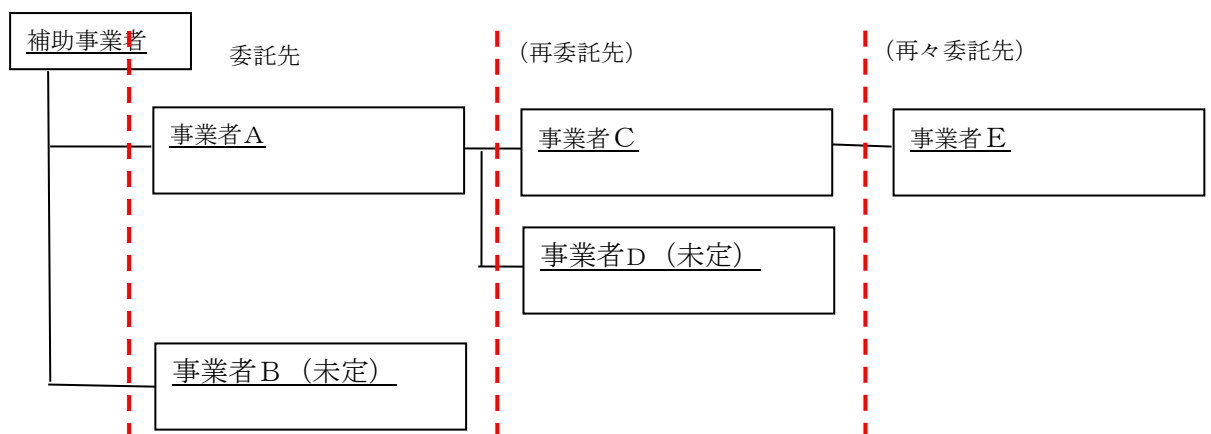 補助事業者
委託先
（再委託先）
（再々委託先）
事業者A
事業者C
事業者E
事業者D（未定）
事業者B（未定）